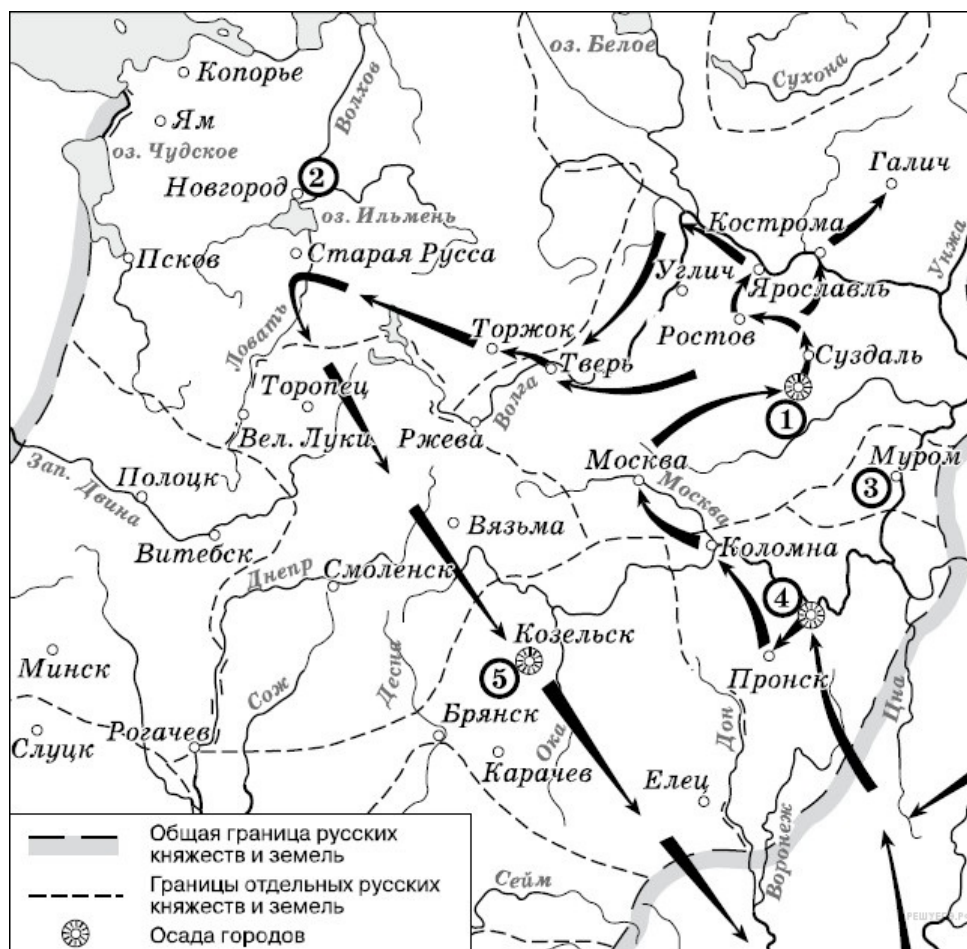 оз. Белое
Сухона
Копорье
Волхов
Ям
оз. Чудское
Галич
2
Новгород
оз. Ильмень
Кострома
Унжа
Старая Русса
Псков
Углич
Ярославль
Ловать
Торжок
Ростов
Суздаль
Тверь
Торопец
Волга
1
Вел. Луки
Ржева
Зап. Двина
Москва
Муром
Полоцк
Москва
3
Вязьма
Витебск
Коломна
Днепр
Смоленск
4
Козельск
Минск
Десна
5
Пронск
Сож
Брянск
Цна
Слуцк
Рогачев
Ока
Дон
Карачев
Елец
Воронеж
Сейм
Общая граница русских
княжеств и земель
Границы отдельных русских
княжеств и земель
Осада городов
РЕШУЕГЭ.РФ